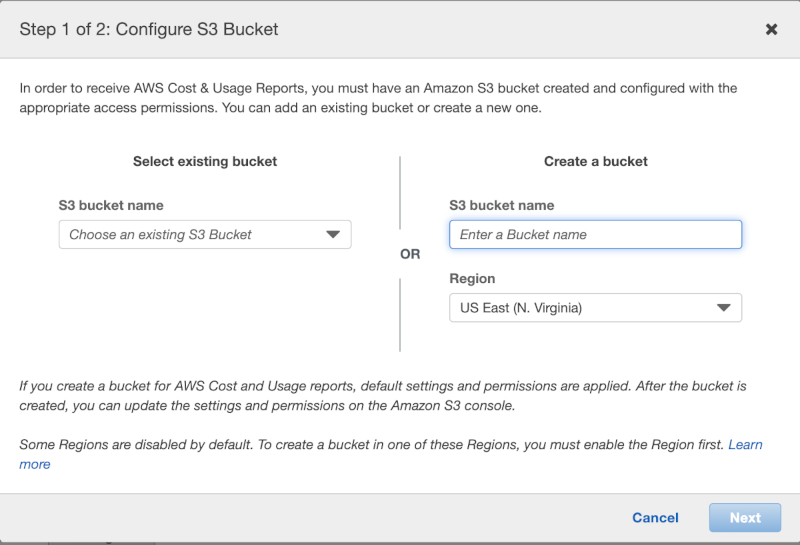 Step 1 of 2: Configure S3 Bucket
In order to receive AWS Cost & Usage Reports, you must have an Amazon S3 bucket created and configured with the
appropriate access permissions. You can add an existing bucket or create a new one.
Select existing bucket
S3 bucket name
Choose an existing S3 Bucket
OR
Create a bucket
S3 bucket name
Enter a Bucket name
Region
US East (N. Virginia)
If you create a bucket for AWS Cost and Usage reports, default settings and permissions are applied. After the bucket is
created, you can update the settings and permissions on the Amazon S3 console.
Some Regions are disabled by default. To create a bucket in one of these Regions, you must enable the Region first. Learn
more
Cancel
Next